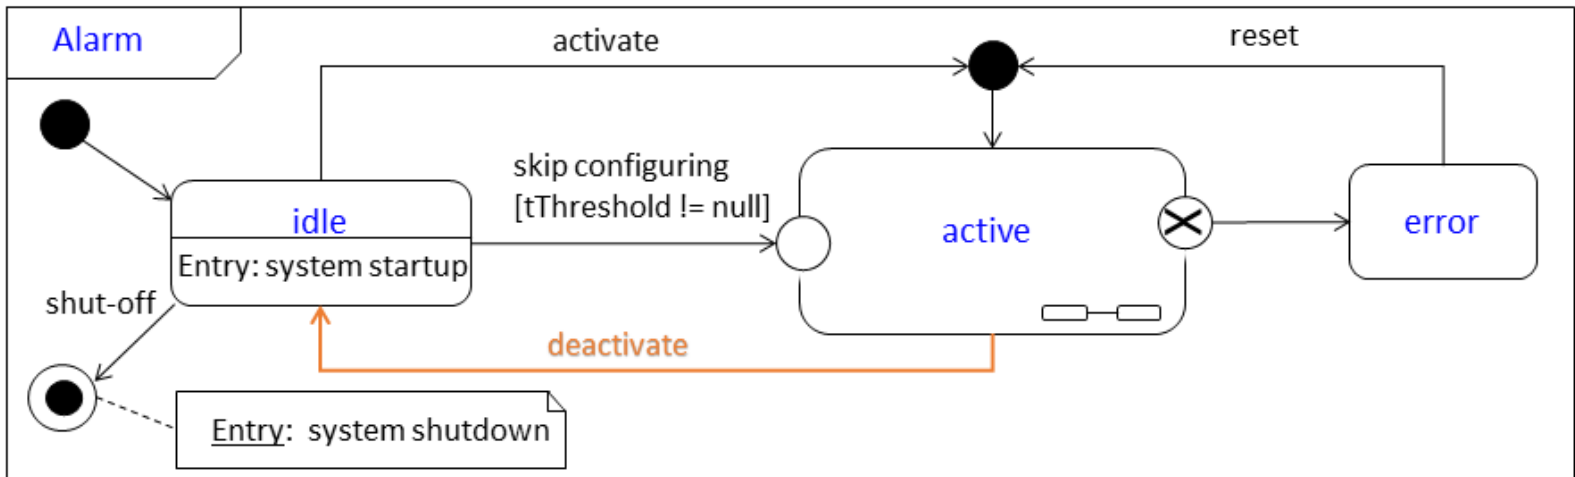 Alarm
activate
reset
skip configuring
[tThreshold != null]
idle
active
error
Entry: system startup
shut-off
deactivate
Entry: system shutdown